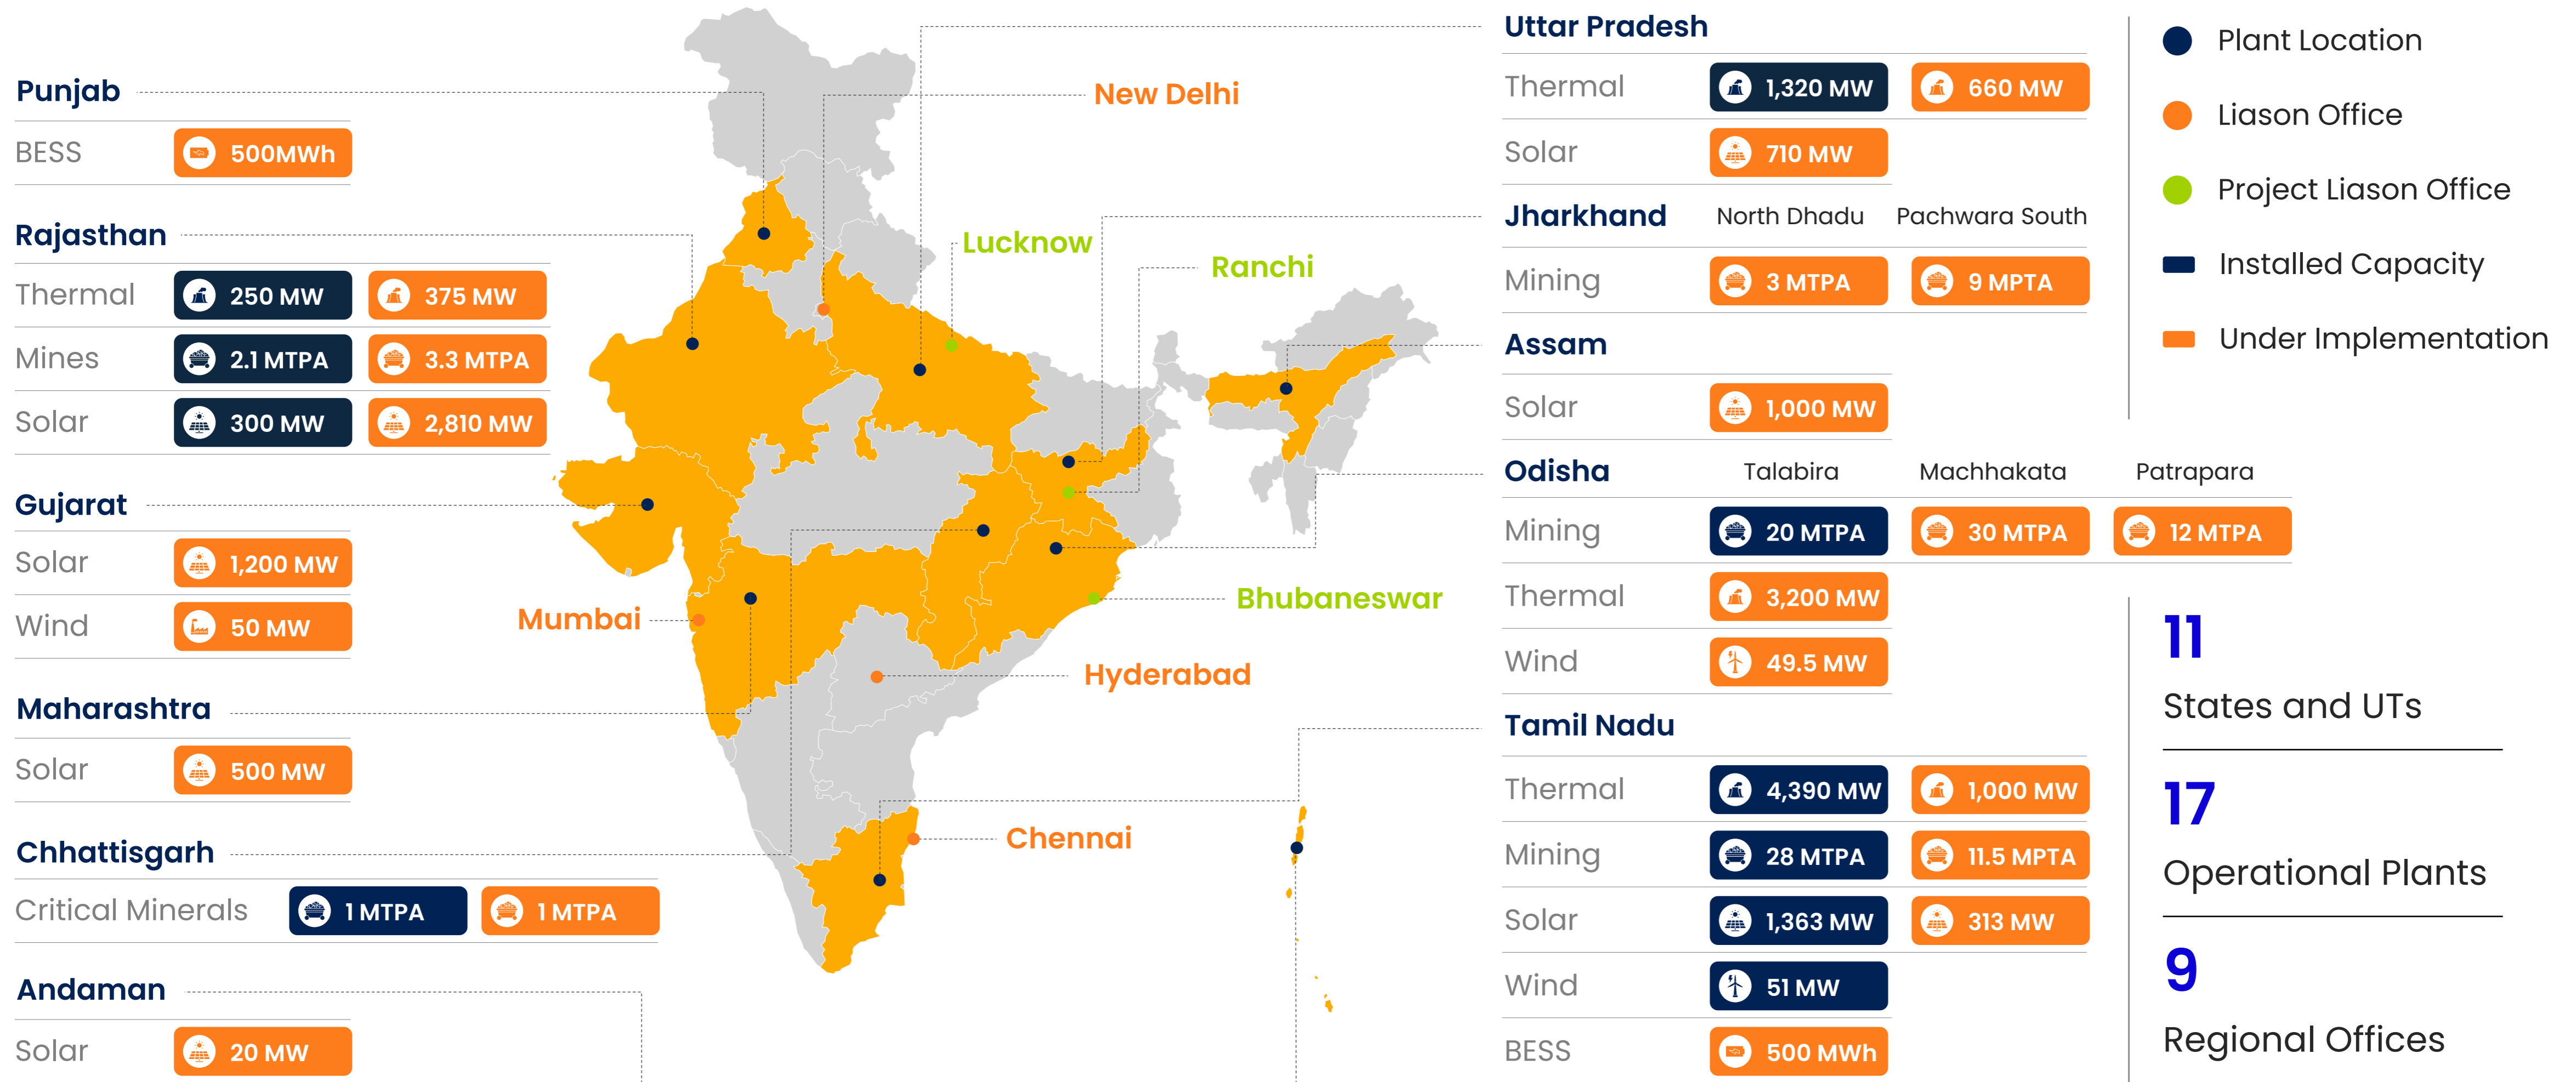 Punjab
BESS 500MWh
Rajasthan
Thermal 250 MW 375 MW
Mines 2.1 MTPA 3.3 MTPA
Solar 300 MW 2,810 MW
Gujarat
Solar 1,200 MW
Wind 50 MW
Maharashtra
Solar 500 MW
Chhattisgarh
Critical Minerals 1 MTPA 1 MTPA
Andaman
Solar 20 MW
New Delhi
Lucknow
Ranchi
Mumbai
Bhubaneswar
Hyderabad
Chennai
Uttar Pradesh
Thermal 1,320 MW 660 MW
Solar 710 MW
Jharkhand North Dhadu Pachwara South
Mining 3 MTPA 9 MPTA
Assam
Solar 1,000 MW
Odisha Talabira Machhakata Patrapara
Mining 20 MTPA 30 MTPA 12 MTPA
Thermal 3,200 MW
Wind 49.5 MW
Tamil Nadu
Thermal 4,390 MW 1,000 MW
Mining 28 MTPA 11.5 MPTA
Solar 1,363 MW 313 MW
Wind 51 MW
BESS 500 MWh
Plant Location
Liason Office
Project Liason Office
Installed Capacity
Under Implementation
11
States and UTs
17
Operational Plants
9
Regional Offices